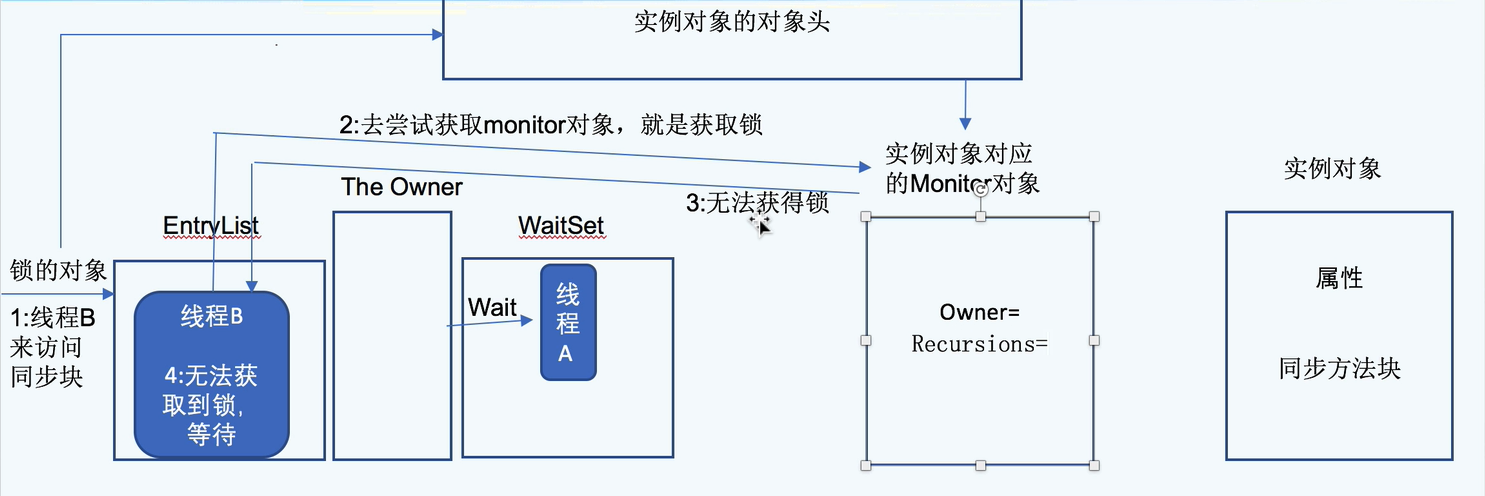 实例对象的对象头
2:去尝试获取monitor对象，就是获取锁
实例对象对应
的Monitor对象
实例对象
The Owner
3:无法获得锁
EntryList
WaitSet
锁的对象
1:线程B
来访问
同步块
线程B
4:无法获
取到锁,
等待
Wait
线
程
A
Owner=
Recursions=
属性
同步方法块